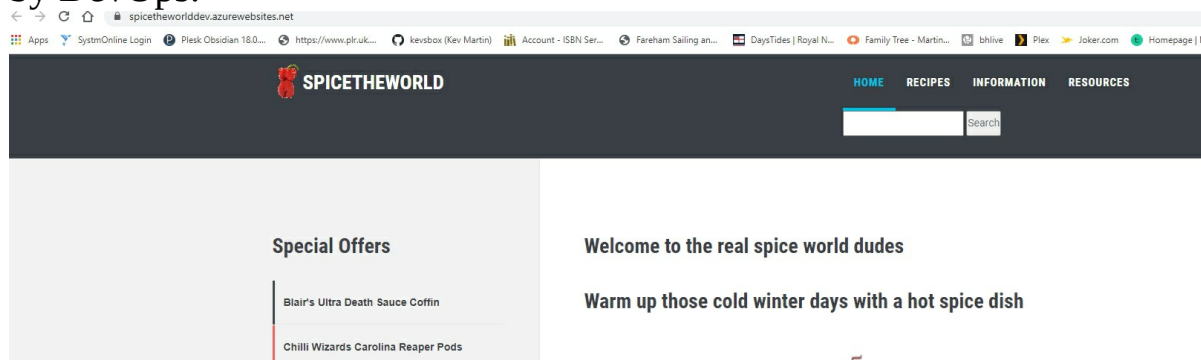 by DevOps.
spicetheworlddev.azurewebsites.net
Apps SystmOnline Login Plesk Obsidian 18.0.... https://www.plr.uk.... kevsbox (Kev Martin) Account - ISBN Ser... Fareham Sailing an... DaysTides | Royal N... Family Tree - Martin... bhlive Plex Joker.com Homepage |
SPICETHEWORLD HOME RECIPES INFORMATION RESOURCES
Search
Special Offers
Welcome to the real spice world dudes
Blair's Ultra Death Sauce Coffin
Warm up those cold winter days with a hot spice dish
Chilli Wizards Carolina Reaper Pods